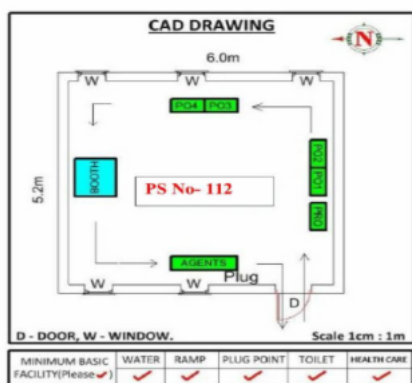 CAD DRAWING
N
6.0m
W W W
PO4 PO3
PO2 PO1
BOOTH
5.2m
PS No- 112
PRO
AGENTS
Plug
W W
D
D - DOOR, W - WINDOW. Scale 1cm : 1m
MINIMUM BASIC FACILITY(Please ✓) WATER RAMP PLUG POINT TOILET HEALTH CARE
✓ ✓ ✓ ✓ ✓